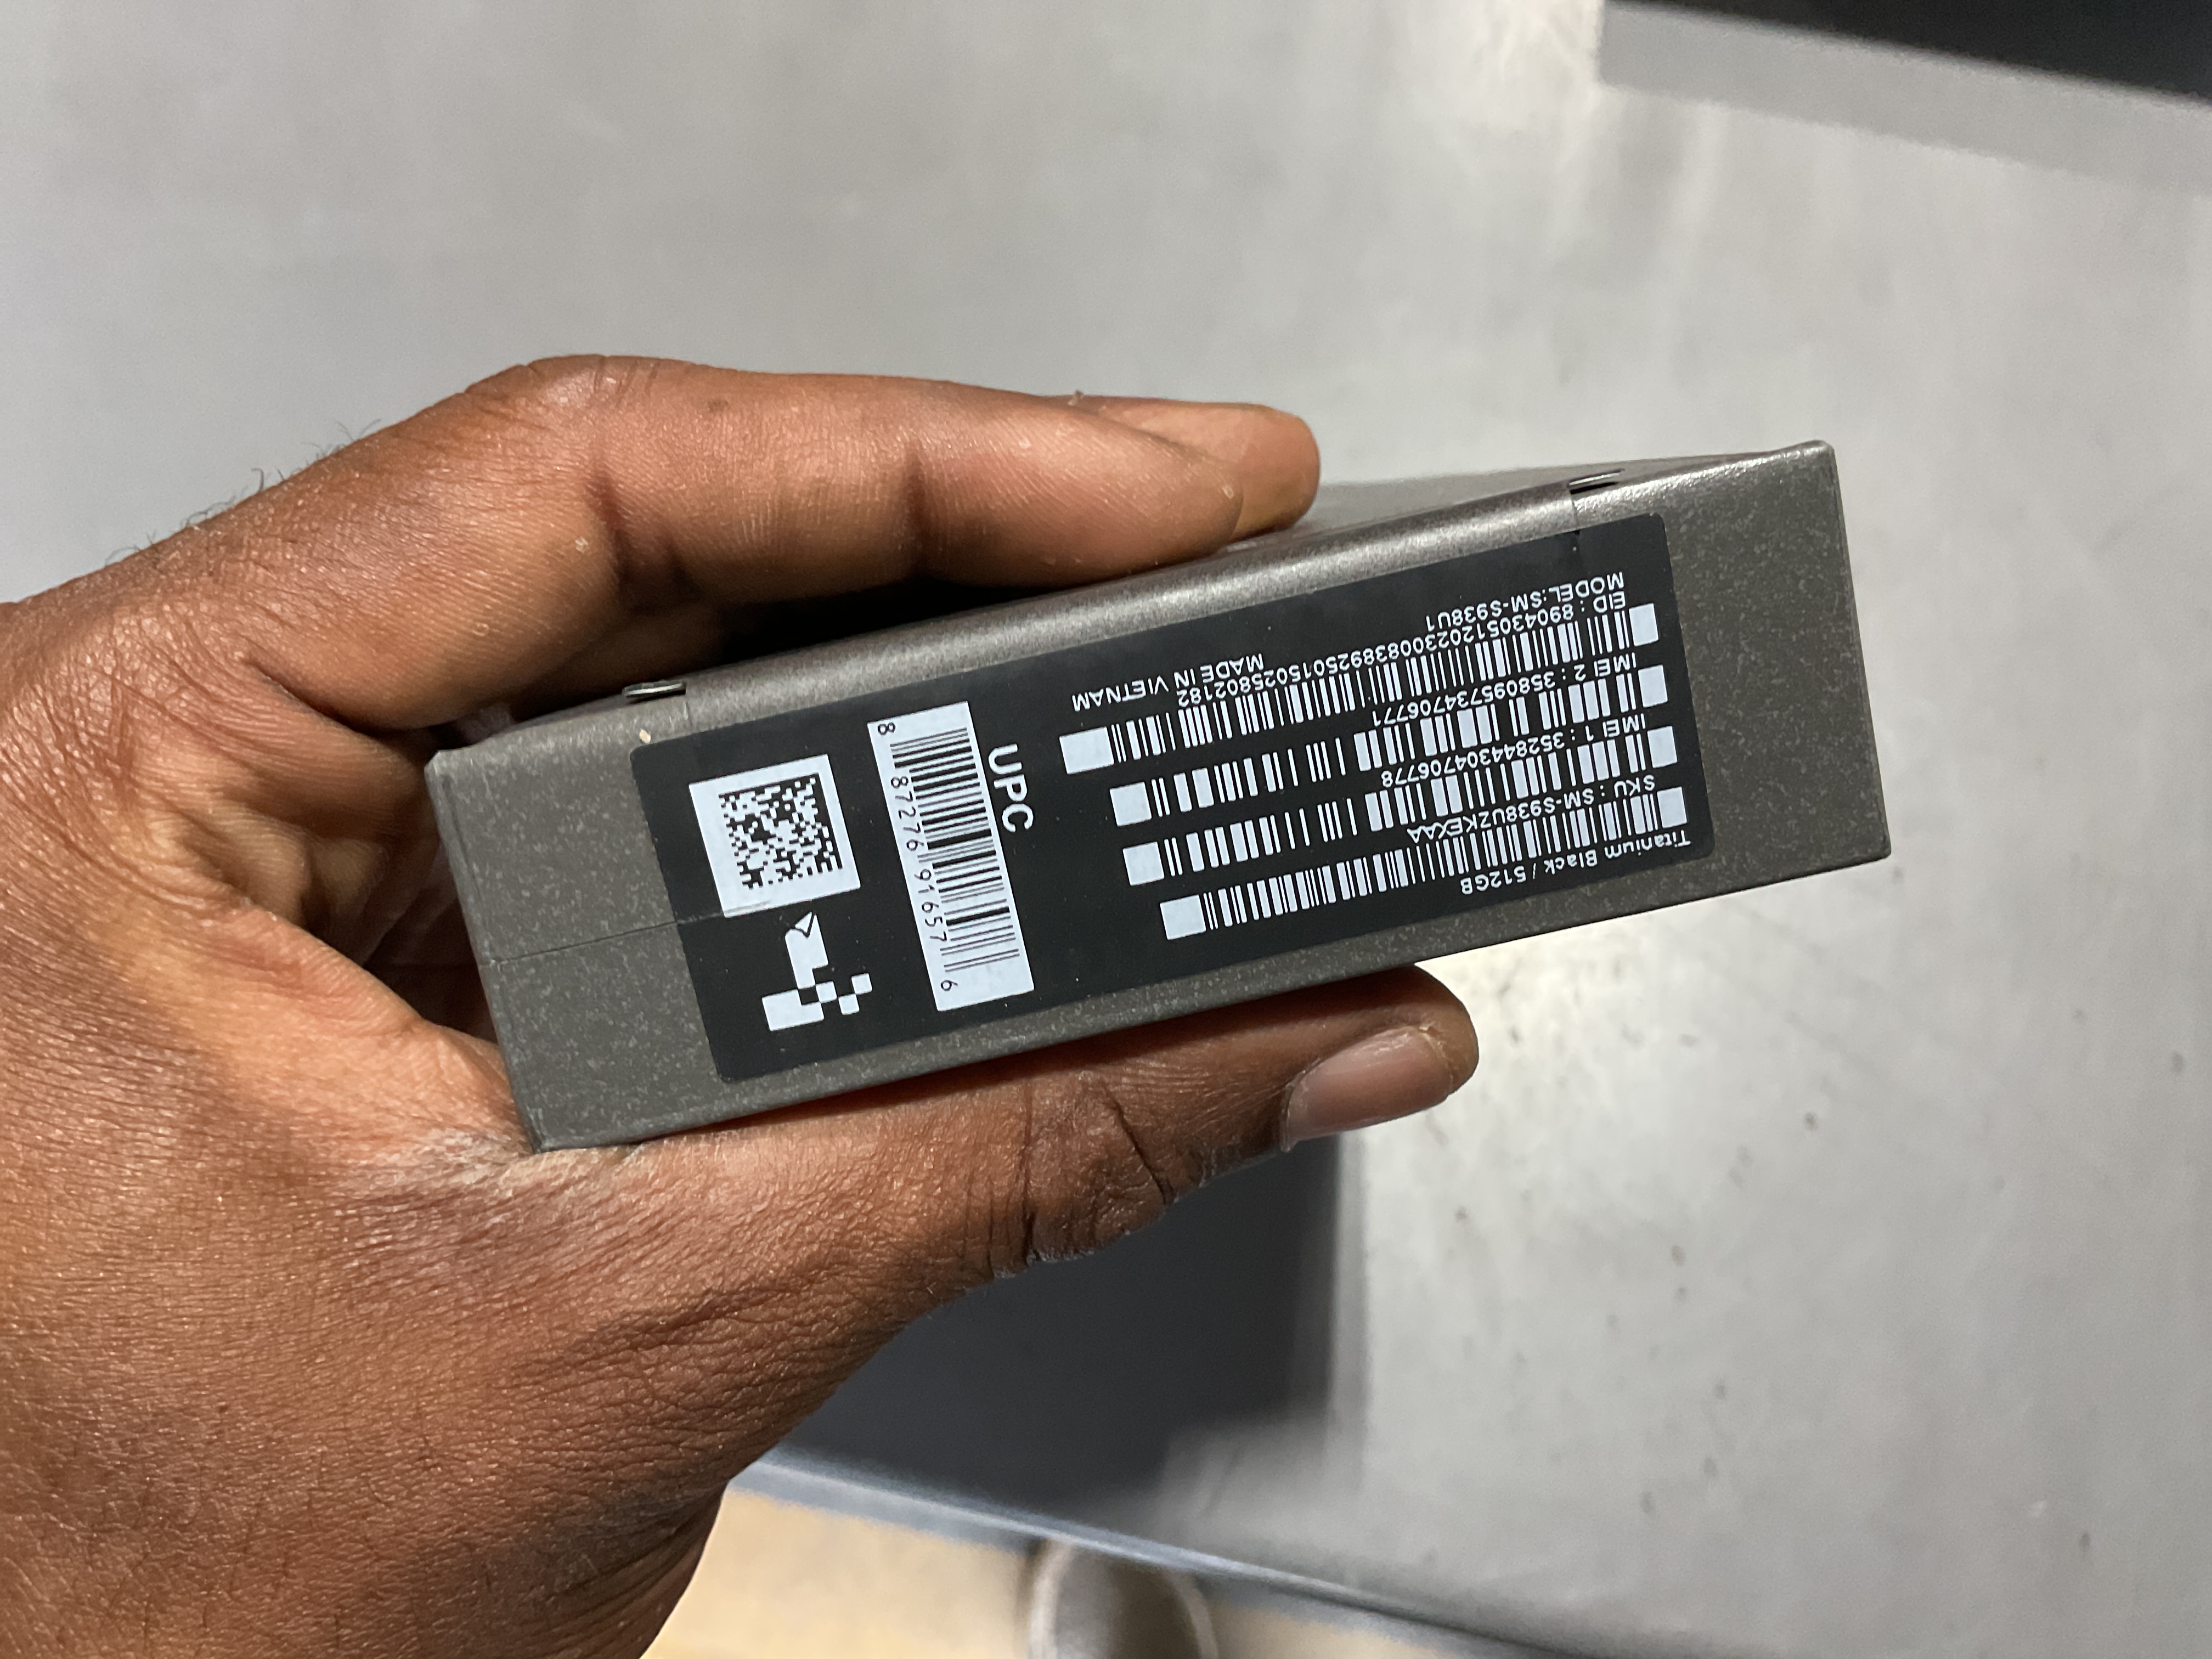 Titanium Black / 512GB
SKU : SM-S938UZKEXAA
IMEI 1 : 352844304706778
IMEI 2 : 358095734706771
EID : 89043051202300838925015025802182
MODEL:SM-S938U1
MADE IN VIETNAM
UPC
8 87276 91657 6